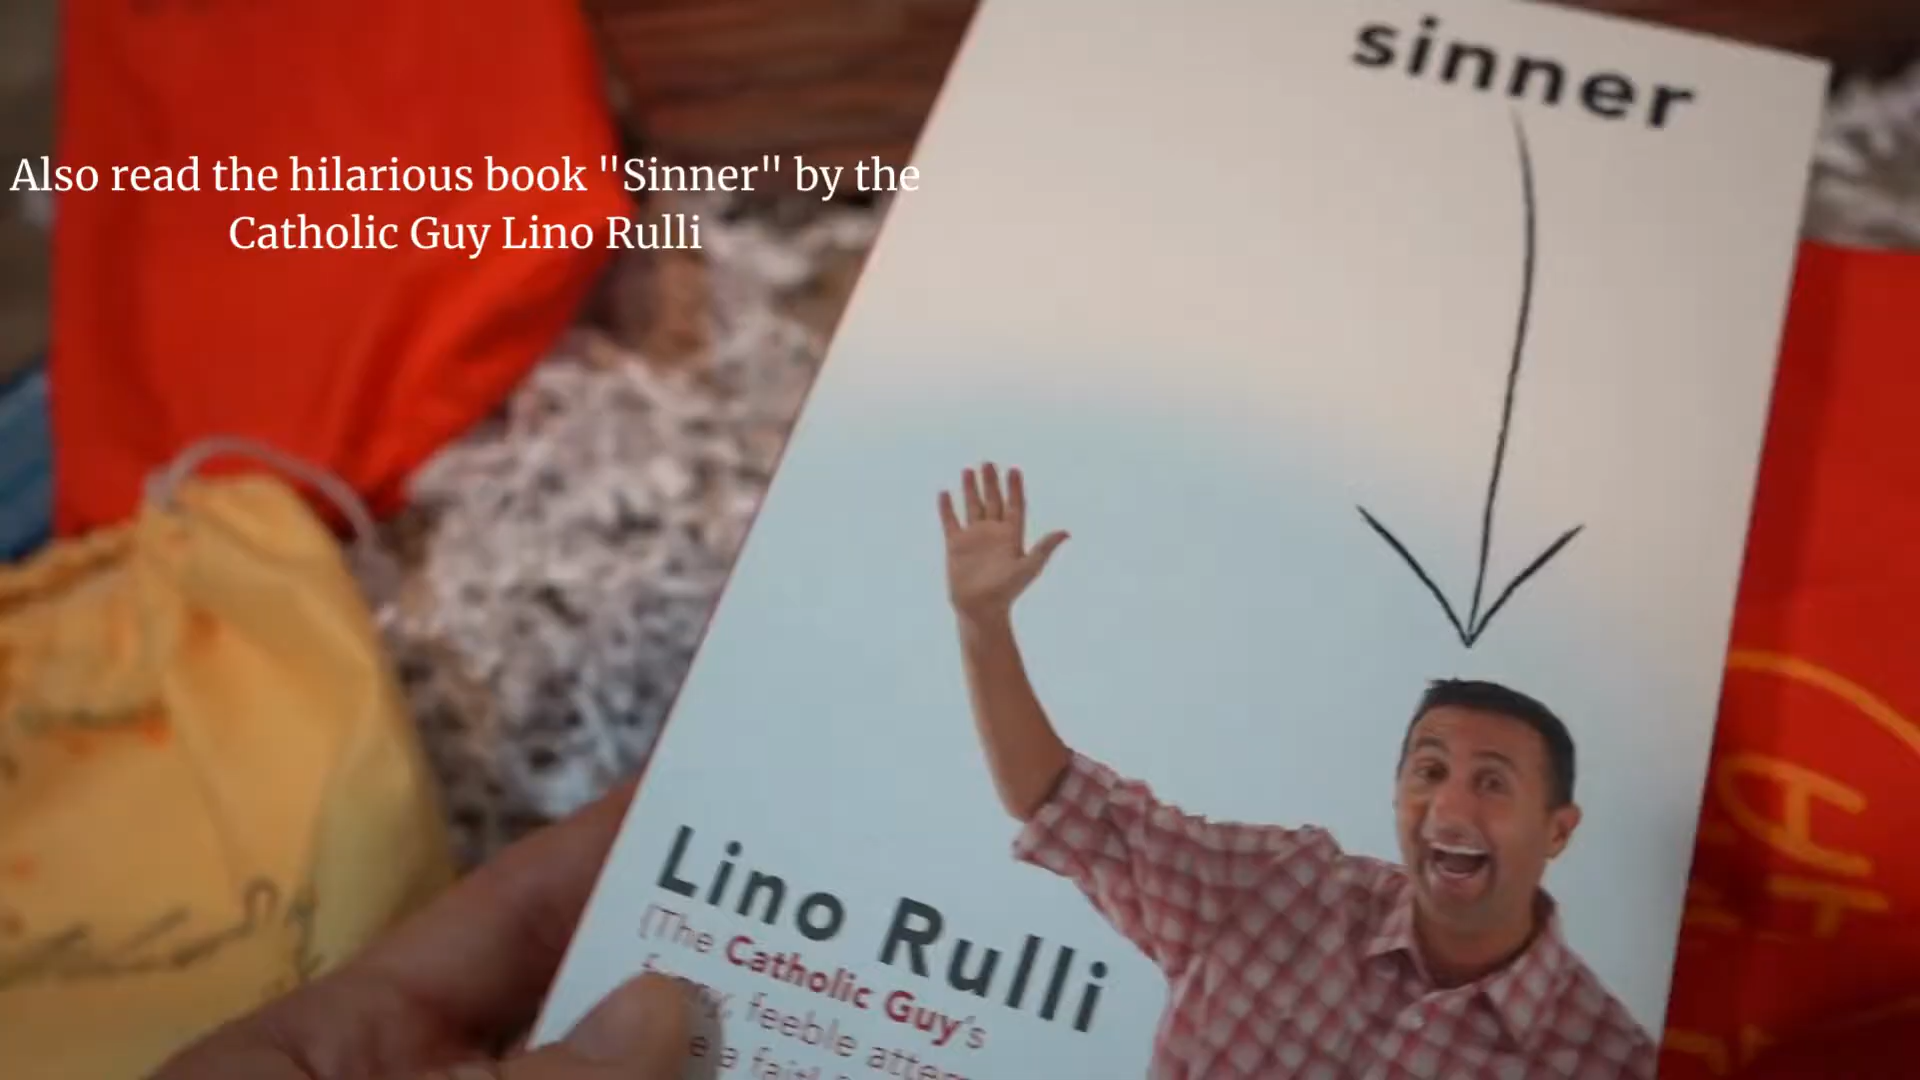 Also read the hilarious book "Sinner" by the
Catholic Guy Lino Rulli
sinner
Lino Rulli
(The Catholic Guy's
feeble
a